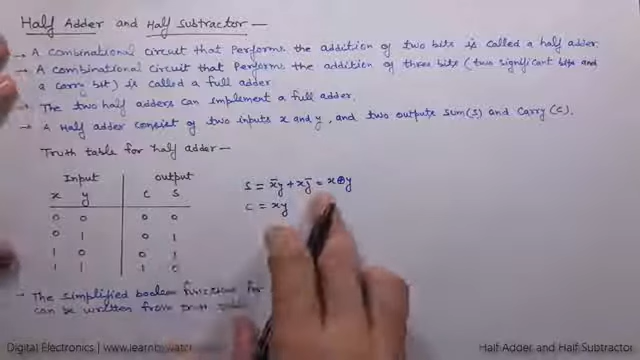 Half Adder and Half Subtractor —
→ A combinational circuit that performs the addition of two bits is called a half adder.
→ A combinational circuit that performs the addition of three bits (two significant bits and
a carry bit) is called a full adder.
→ The two half adders can implement a full adder.
→ A Half adder consist of two inputs x and y, and two outputs sum(s) and carry (c).
Truth table for half adder —
Input output
x y c s
0 0 0 0
0 1 0 1
1 0 0 1
1 1 1 0
S = x̄y + xȳ = x⊕y
C = xy
→ The simplified boolean functions for
can be written from truth
Digital Electronics | www.learnbywatch
Half Adder and Half Subtractor